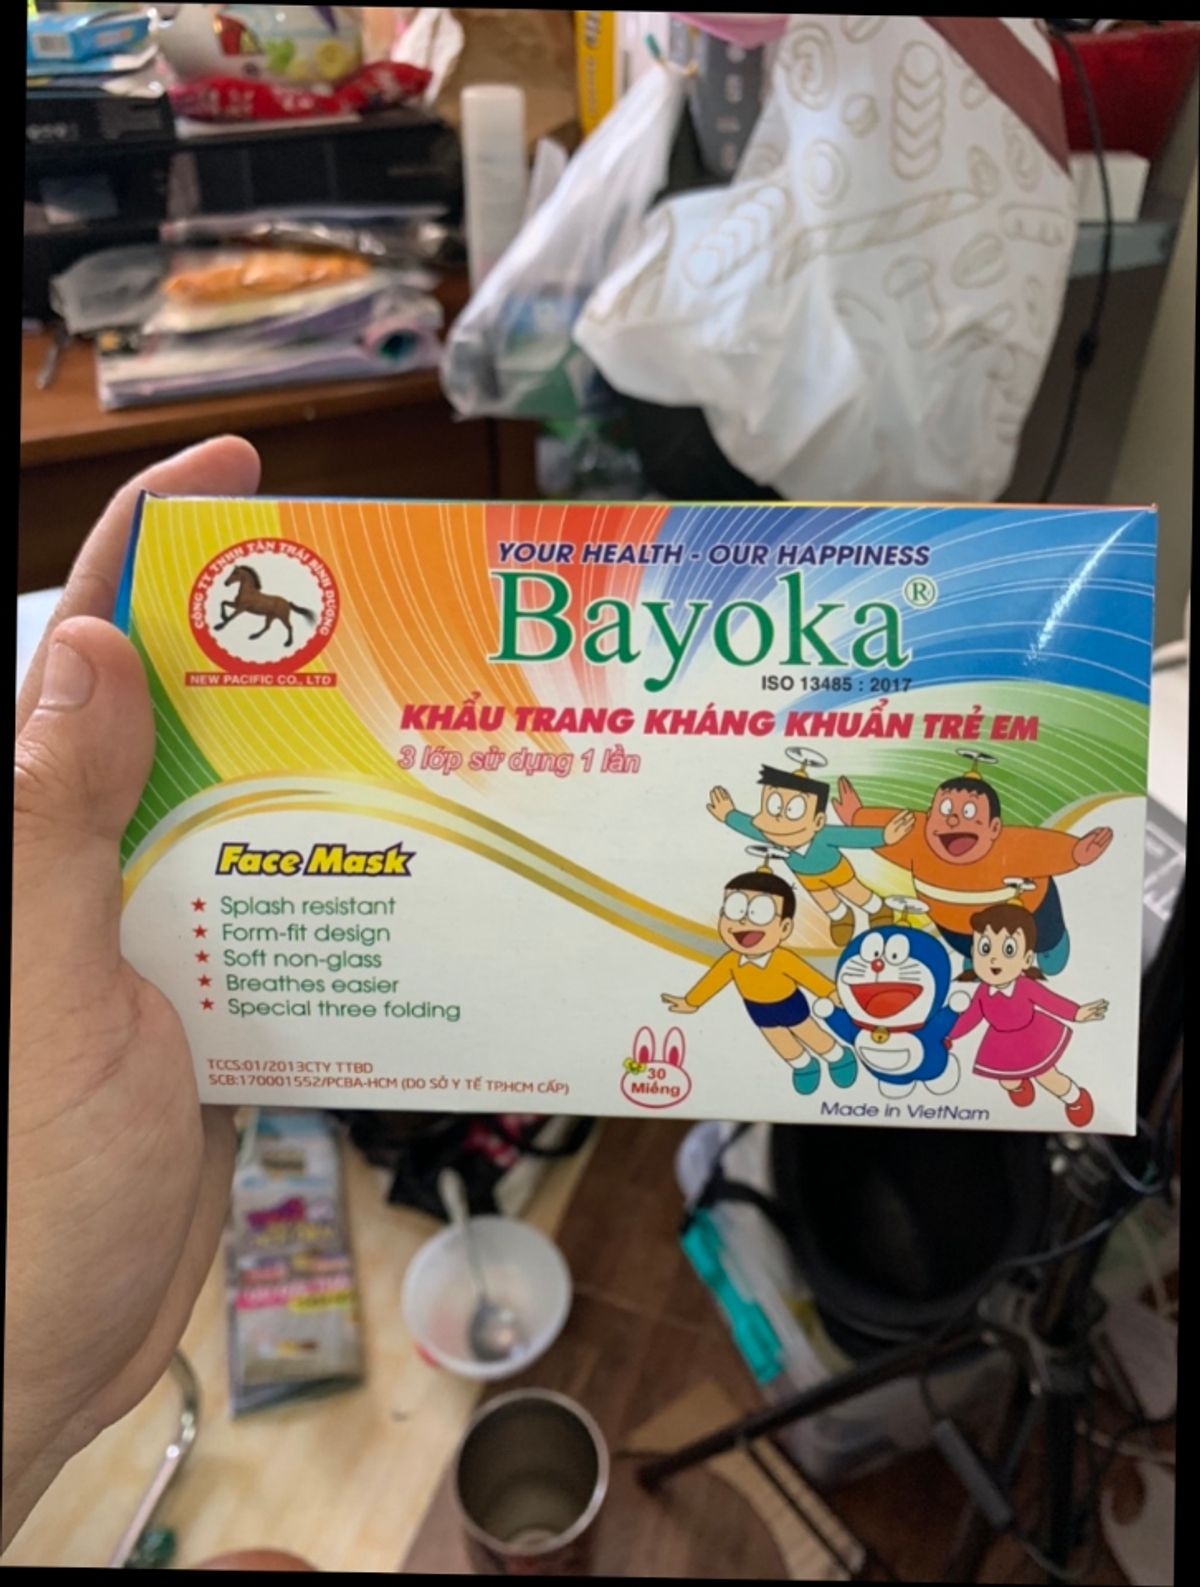 CÔNG TY TNHH TÂN THÁI BÌNH DƯƠNG
NEW PACIFIC CO., LTD
YOUR HEALTH - OUR HAPPINESS
Bayoka®
ISO 13485 : 2017
KHẨU TRANG KHÁNG KHUẨN TRẺ EM
3 lớp sử dụng 1 lần
Face Mask
★ Splash resistant
★ Form-fit design
★ Soft non-glass
★ Breathes easier
★ Special three folding
TCCS:01/2013CTY TTBD
SCB:170001552/PCBA-HCM (DO SỞ Y TẾ TP.HCM CẤP)
30
Miếng
Made in VietNam